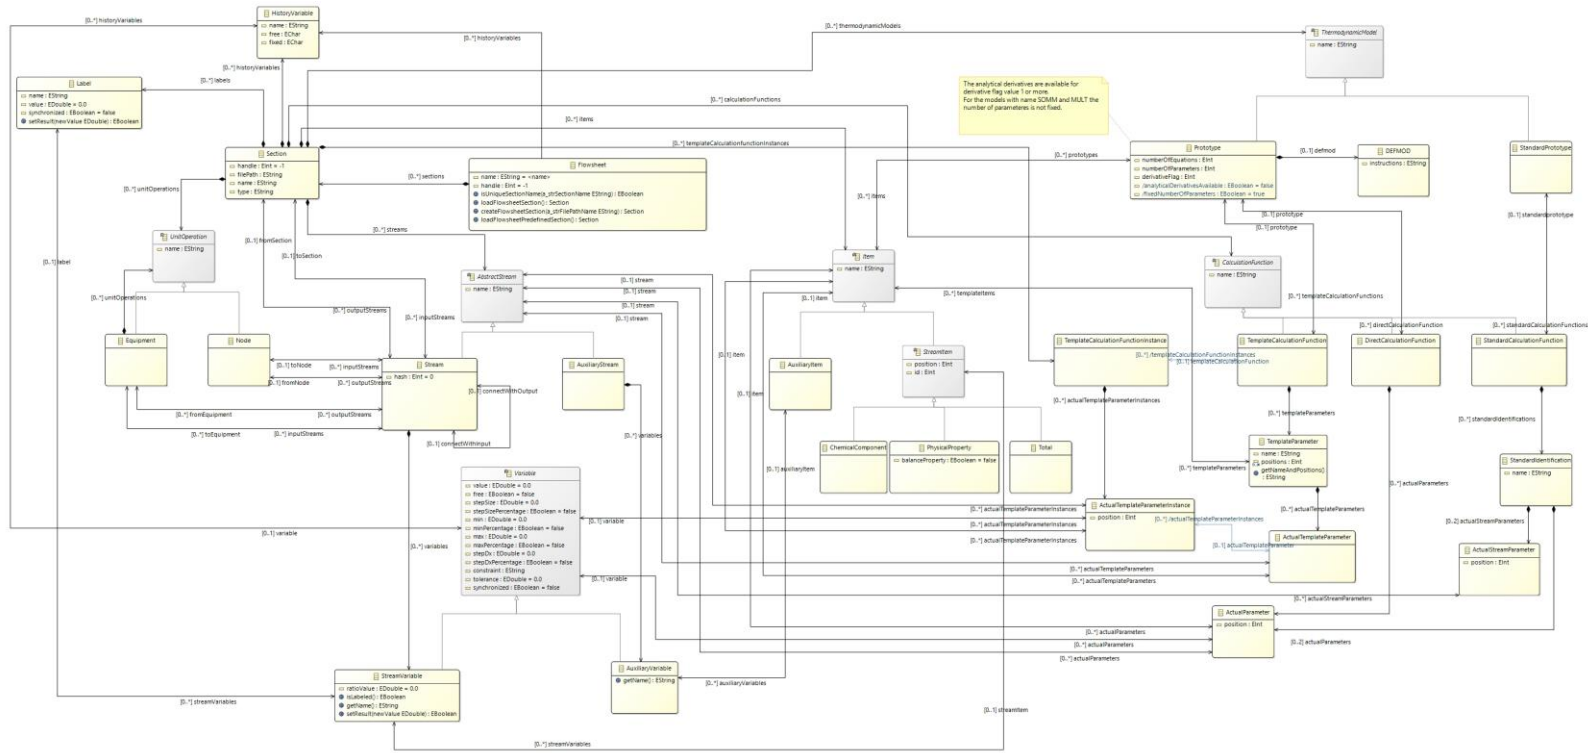 [0..*] historyVariables
HistoryVariable
name : EString
free : EChar
fixed : EChar
[0..*] historyVariables
[0..*] historyVariables
[0..*] thermodynamicModels
ThermodynamicModel
name : EString
Label
name : EString
value : EDouble = 0.0
synchronized : EBoolean = false
setResult(newValue EDouble) : EBoolean
[0..*] labels
[0..*] calculationFunctions
[0..*] items
The analytical derivatives are available for
derivative flag value 1 or more.
For the models with name SOMM and MULT the
number of parameteres is not fixed.
Section
handle : EInt = -1
filePath : EString
name : EString
type : EString
[0..*] templateCalculationfunctionInstances
[0..*] sections
Flowsheet
name : EString = <name>
handle : EInt = -1
isUniqueSectionName(a_strSectionName EString) : EBoolean
loadFlowsheetSection() : Section
createFlowsheetSection(a_strFilePathName EString) : Section
loadFlowsheetPredefinedSection() : Section
[0..*] prototypes
Prototype
numberOfEquations : EInt
numberOfParameters : EInt
derivativeFlag : EInt
/analyticalDerivativesAvailable : EBoolean = false
/fixedNumberOfParameters : EBoolean = true
[0..1] defmod
DEFMOD
instructions : EString
StandardPrototype
[0..*] unitOperations
[0..*] items
[0..1] prototype
[0..1] prototype
[0..1] standardprototype
UnitOperation
name : EString
[0..1] fromSection
[0..1] toSection
[0..*] streams
[0..1] label
AbstractStream
name : EString
Item
name : EString
CalculationFunction
name : EString
[0..1] stream
[0..1] stream
[0..1] stream
[0..1] stream
[0..1] item
[0..*] templateItems
[0..*] templateCalculationFunctions
[0..*] unitOperations
[0..*] outputStreams
[0..*] inputStreams
[0..*] directCalculationFunction
[0..*] standardCalculationFunctions
Equipment
Node
Stream
hash : EInt = 0
AuxiliaryStream
AuxiliaryItem
StreamItem
position : EInt
id : EInt
TemplateCalculationFunctionInstance
[0..*] /templateCalculationFunctionInstances
[0..1] templateCalculationFunction
TemplateCalculationFunction
DirectCalculationFunction
StandardCalculationFunction
[0..1] toNode
[0..*] inputStreams
[0..1] fromNode
[0..*] outputStreams
[0..1] connectWithOutput
[0..1] item
[0..1] item
[0..*] actualTemplateParameterInstances
[0..*] fromEquipment
[0..*] outputStreams
[0..*] toEquipment
[0..*] inputStreams
[0..1] connectWithInput
[0..*] variables
[0..*] templateParameters
[0..*] standardIdentifications
ChemicalComponent
PhysicalProperty
balanceProperty : EBoolean = false
Total
TemplateParameter
name : EString
positions : EInt
getNameAndPositions()
: EString
StandardIdentification
name : EString
[0..1] auxiliaryItem
[0..*] templateParameters
[0..*] actualParameters
Variable
value : EDouble = 0.0
free : EBoolean = false
stepSize : EDouble = 0.0
stepSizePercentage : EBoolean = false
min : EDouble = 0.0
minPercentage : EBoolean = false
max : EDouble = 0.0
maxPercentage : EBoolean = false
stepDx : EDouble = 0.0
stepDxPercentage : EBoolean = false
constraint : EString
tolerance : EDouble = 0.0
synchronized : EBoolean = false
[0..1] variable
[0..*] variables
[0..1] variable
[0..1] variable
[0..*] actualTemplateParameterInstances
[0..*] actualTemplateParameterInstances
[0..*] actualTemplateParameterInstances
ActualTemplateParameterInstance
position : EInt
[0..*] /actualTemplateParameterInstances
[0..1] actualTemplateParameter
[0..*] actualTemplateParameters
ActualTemplateParameter
[0..2] actualStreamParameters
ActualStreamParameter
position : EInt
[0..*] actualTemplateParameters
[0..*] actualTemplateParameters
[0..*] actualStreamParameters
ActualParameter
position : EInt
[0..*] actualParameters
[0..*] actualParameters
[0..*] actualParameters
[0..2] actualParameters
StreamVariable
ratioValue : EDouble = 0.0
isLabeled() : EBoolean
getName() : EString
setResult(newValue EDouble) : EBoolean
AuxiliaryVariable
getName() : EString
[0..*] auxiliaryVariables
[0..*] streamVariables
[0..1] streamItem
[0..*] streamVariables